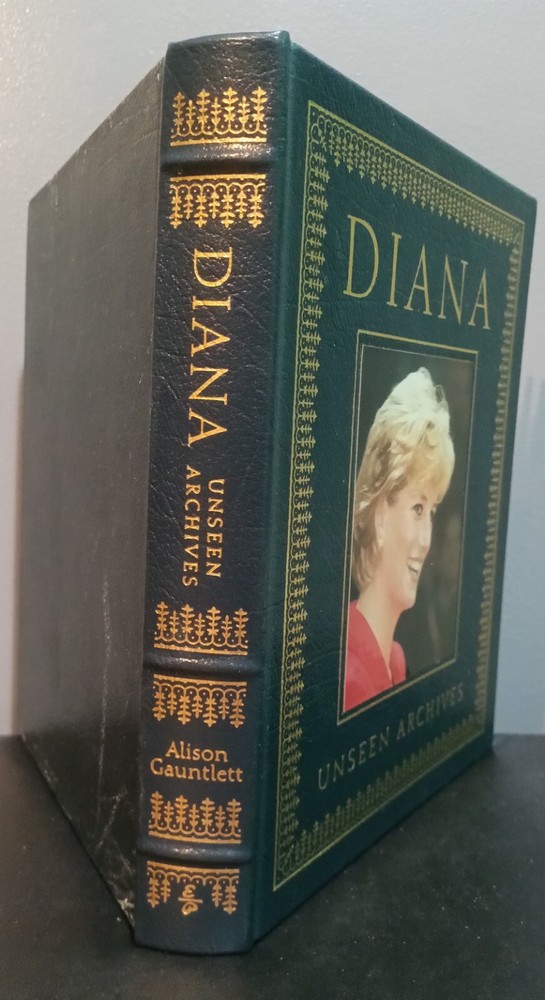 DIANA
UNSEEN
ARCHIVES
Alison
Gauntlett
DIANA
UNSEEN ARCHIVES